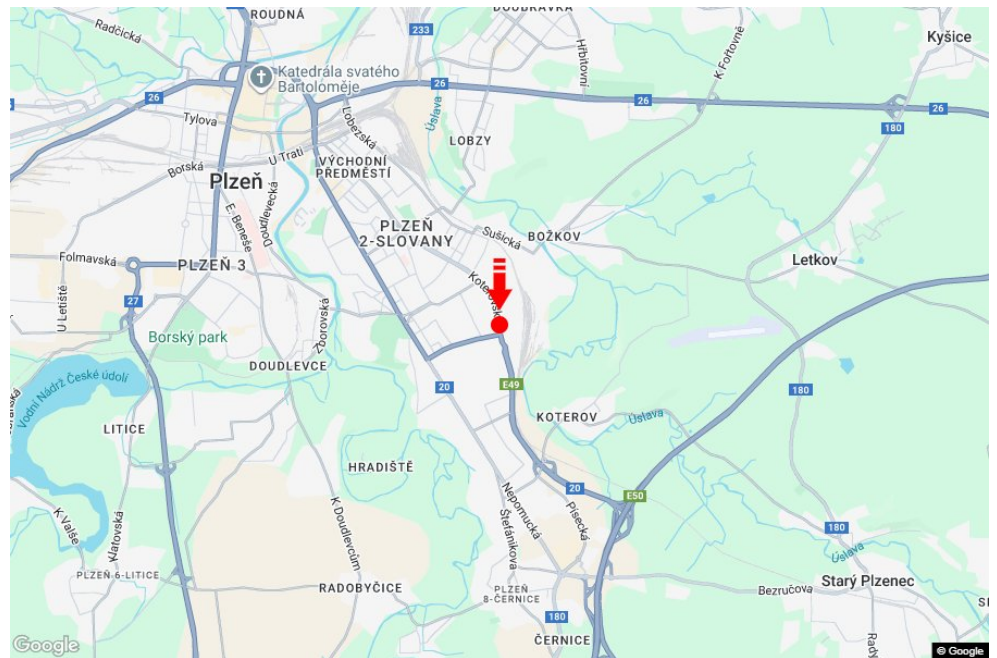 ROUDNÁ
DOUBRAVKA
Radčická
233
Hřbitovní
K Fořtovně
Kyšice
Katedrála svatého
Bartoloměje
26
26
26
26
Úslava
180
Tylova
Lobezská
LOBZY
U Trati
VÝCHODNÍ
PŘEDMĚSTÍ
Borská
Plzeň
Doudlevecká
E. Beneše
PLZEŇ
2-SLOVANY
Sušická
BOŽKOV
Letkov
Folmavská
PLZEŇ 3
Koterovská
U Letiště
27
Zborovská
Borský park
DOUDLEVCE
Vodní Nádrž České údolí
20
E49
180
LITICE
KOTEROV
Úslava
HRADIŠTĚ
Nepomucká
20
E50
K Valše
Klatovská
K Doudlevcům
Štefánikova
Písecká
180
Úslava
PLZEŇ 6-LITICE
RADOBYČICE
PLZEŇ
8-ČERNICE
Bezručova
Starý Plzenec
180
ČERNICE
Google
© Google